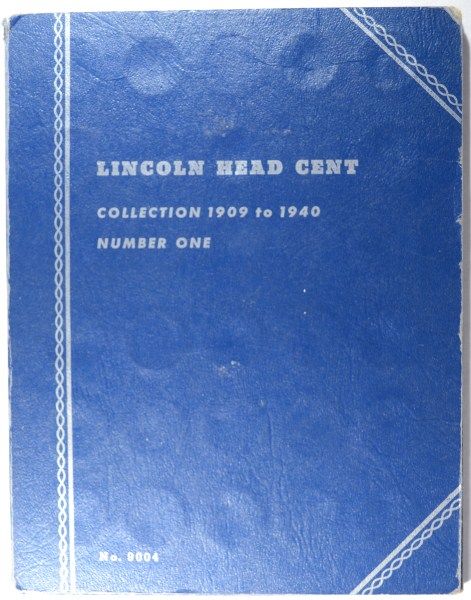 LINCOLN HEAD CENT
COLLECTION 1909 to 1940
NUMBER ONE
No. 9004